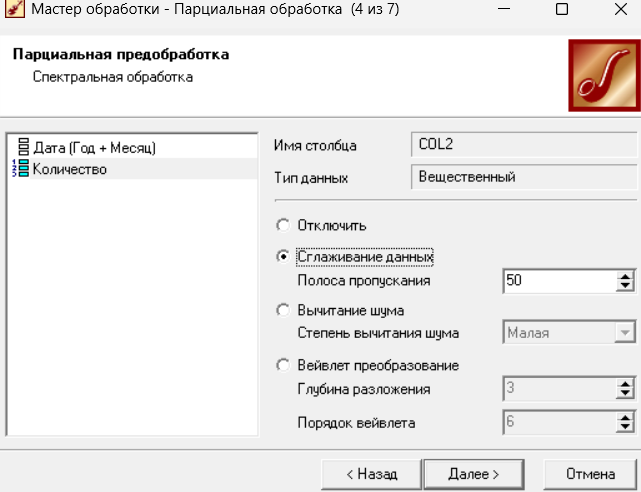 Мастер обработки - Парциальная обработка (4 из 7)
Парциальная предобработка
Спектральная обработка
Дата (Год + Месяц)
Количество
Имя столбца COL2
Тип данных Вещественный
Отключить
Сглаживание данных
Полоса пропускания 50
Вычитание шума
Степень вычитания шума Малая
Вейвлет преобразование
Глубина разложения 3
Порядок вейвлета 6
< Назад Далее > Отмена